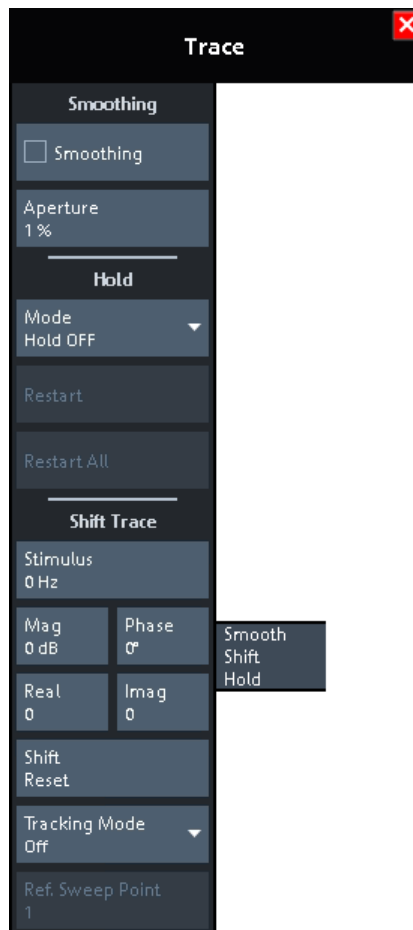 Trace
Smoothing
Smoothing
Aperture
1 %
Hold
Mode
Hold OFF
Restart
Restart All
Shift Trace
Stimulus
0 Hz
Mag
0 dB
Phase
0°
Real
0
Imag
0
Shift
Reset
Tracking Mode
Off
Ref. Sweep Point
1
Smooth
Shift
Hold